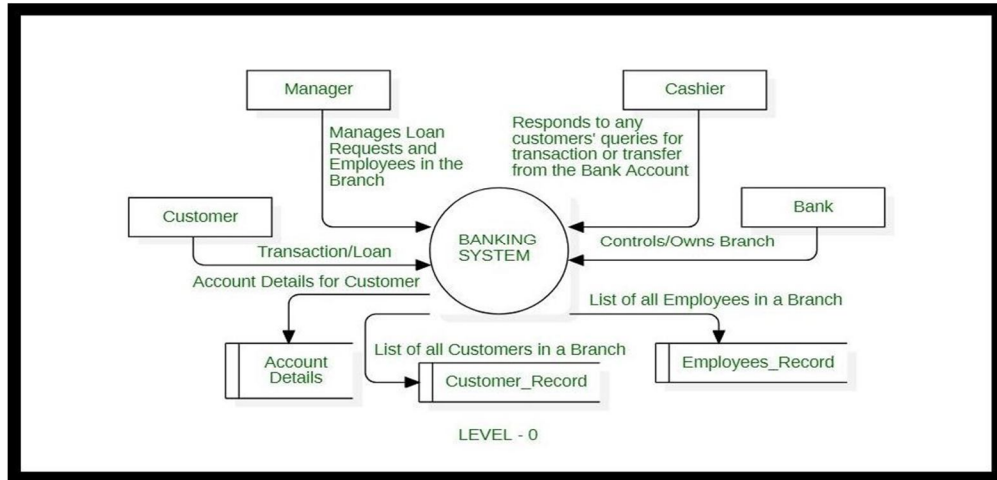 Manager
Cashier
Manages Loan
Requests and
Employees in the
Branch
Responds to any
customers' queries for
transaction or transfer
from the Bank Account
Customer
Bank
BANKING
SYSTEM
Transaction/Loan
Controls/Owns Branch
Account Details for Customer
List of all Employees in a Branch
Account
Details
List of all Customers in a Branch
Customer_Record
Employees_Record
LEVEL - 0